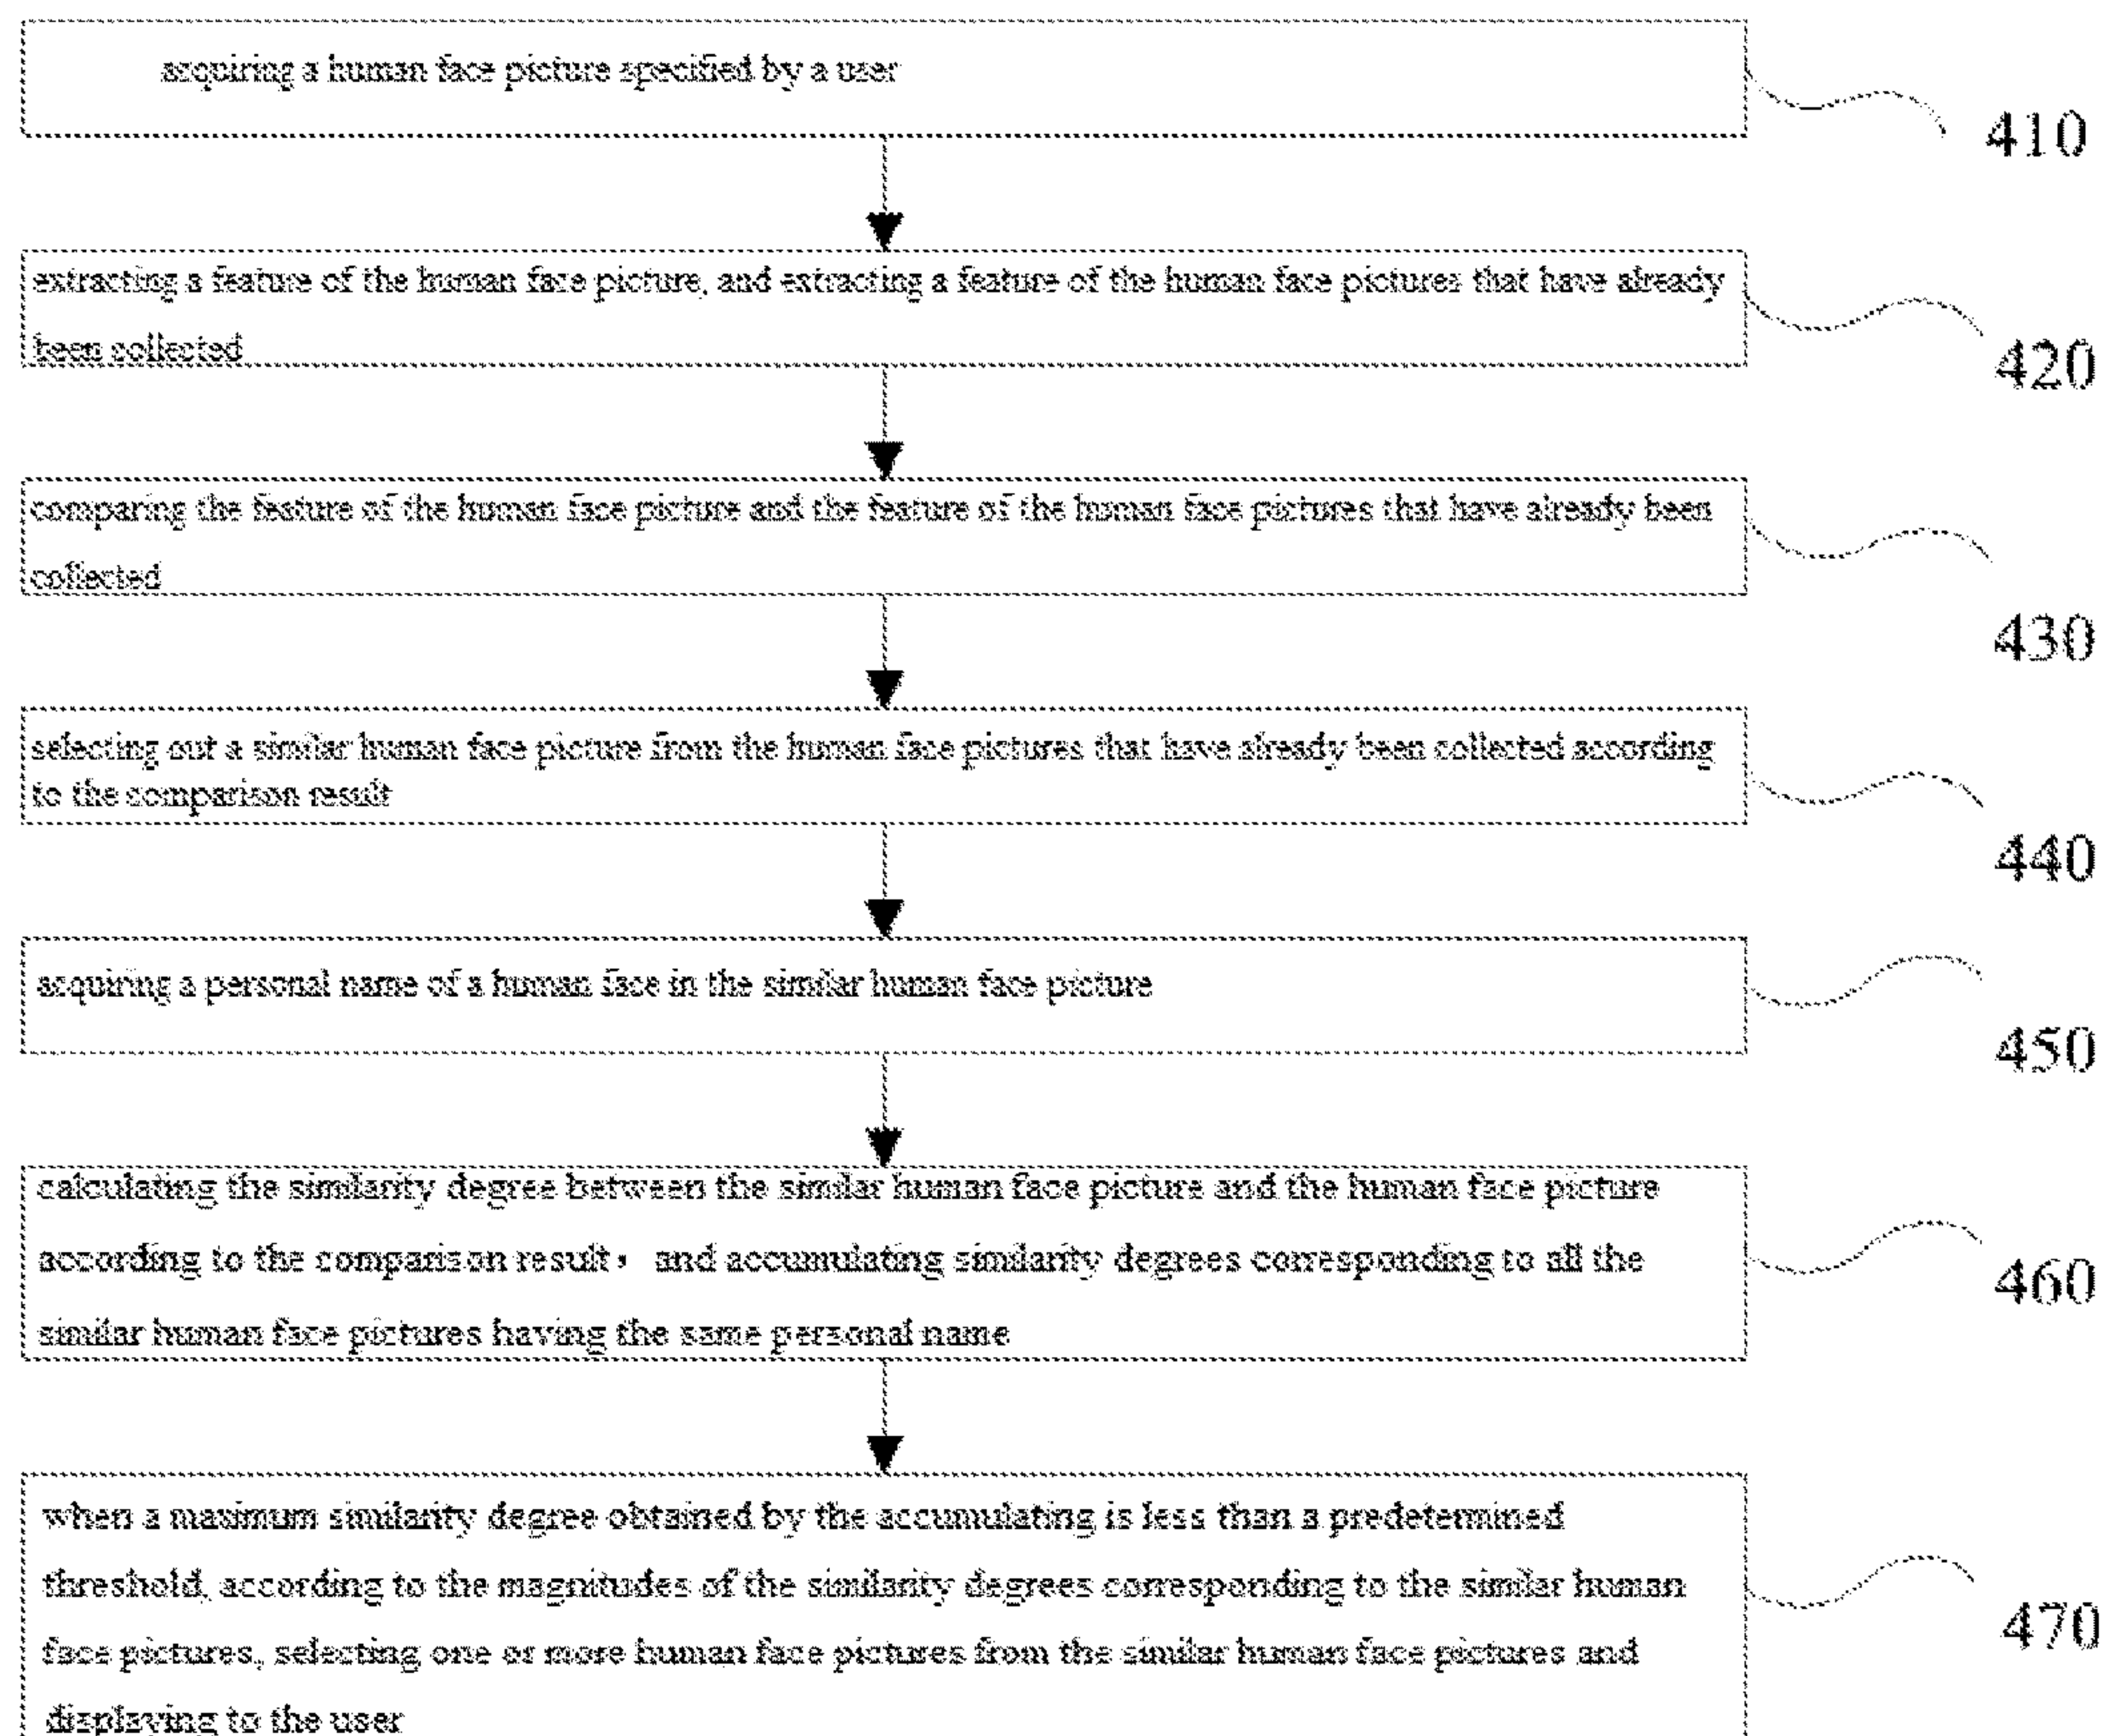 acquiring a human face picture specified by a user
410
extracting a feature of the human face picture, and extracting a feature of the human face pictures that have already
been collected
420
comparing the feature of the human face picture and the feature of the human face pictures that have already been
collected
430
selecting out a similar human face picture from the human face pictures that have already been collected according
to the comparison result
440
acquiring a personal name of a human face in the similar human face picture
450
calculating the similarity degree between the similar human face picture and the human face picture
according to the comparison result, and accumulating similarity degrees corresponding to all the
similar human face pictures having the same personal name
460
when a maximum similarity degree obtained by the accumulating is less than a predetermined
threshold, according to the magnitudes of the similarity degrees corresponding to the similar human
face pictures, selecting one or more human face pictures from the similar human face pictures and
displaying to the user
470